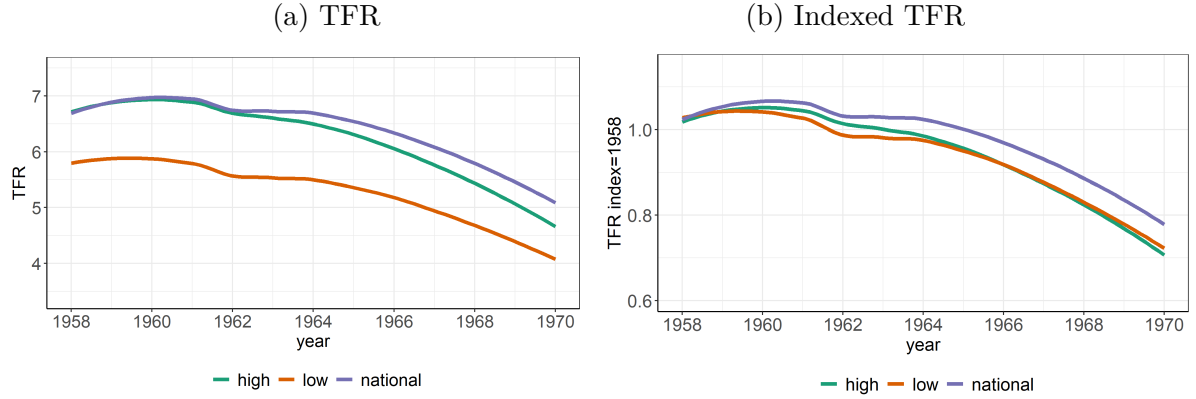 (a) TFR
7
6
5
4
TFR
1958 1960 1962 1964 1966 1968 1970
year
high low national
(b) Indexed TFR
1.0
0.8
0.6
TFR index=1958
1958 1960 1962 1964 1966 1968 1970
year
high low national